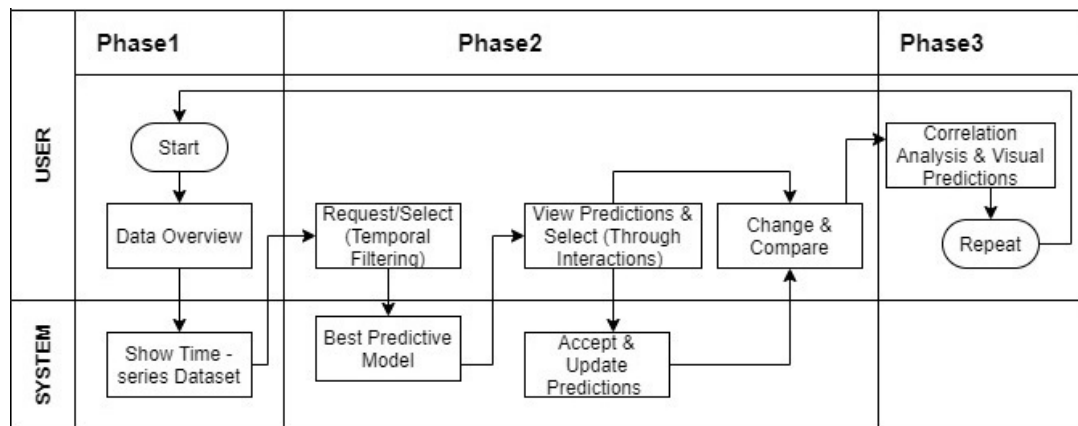 Phase1
Phase2
Phase3
USER
Start
Data Overview
Request/Select
(Temporal
Filtering)
View Predictions &
Select (Through
Interactions)
Change &
Compare
Correlation
Analysis & Visual
Predictions
Repeat
SYSTEM
Show Time -
series Dataset
Best Predictive
Model
Accept &
Update
Predictions